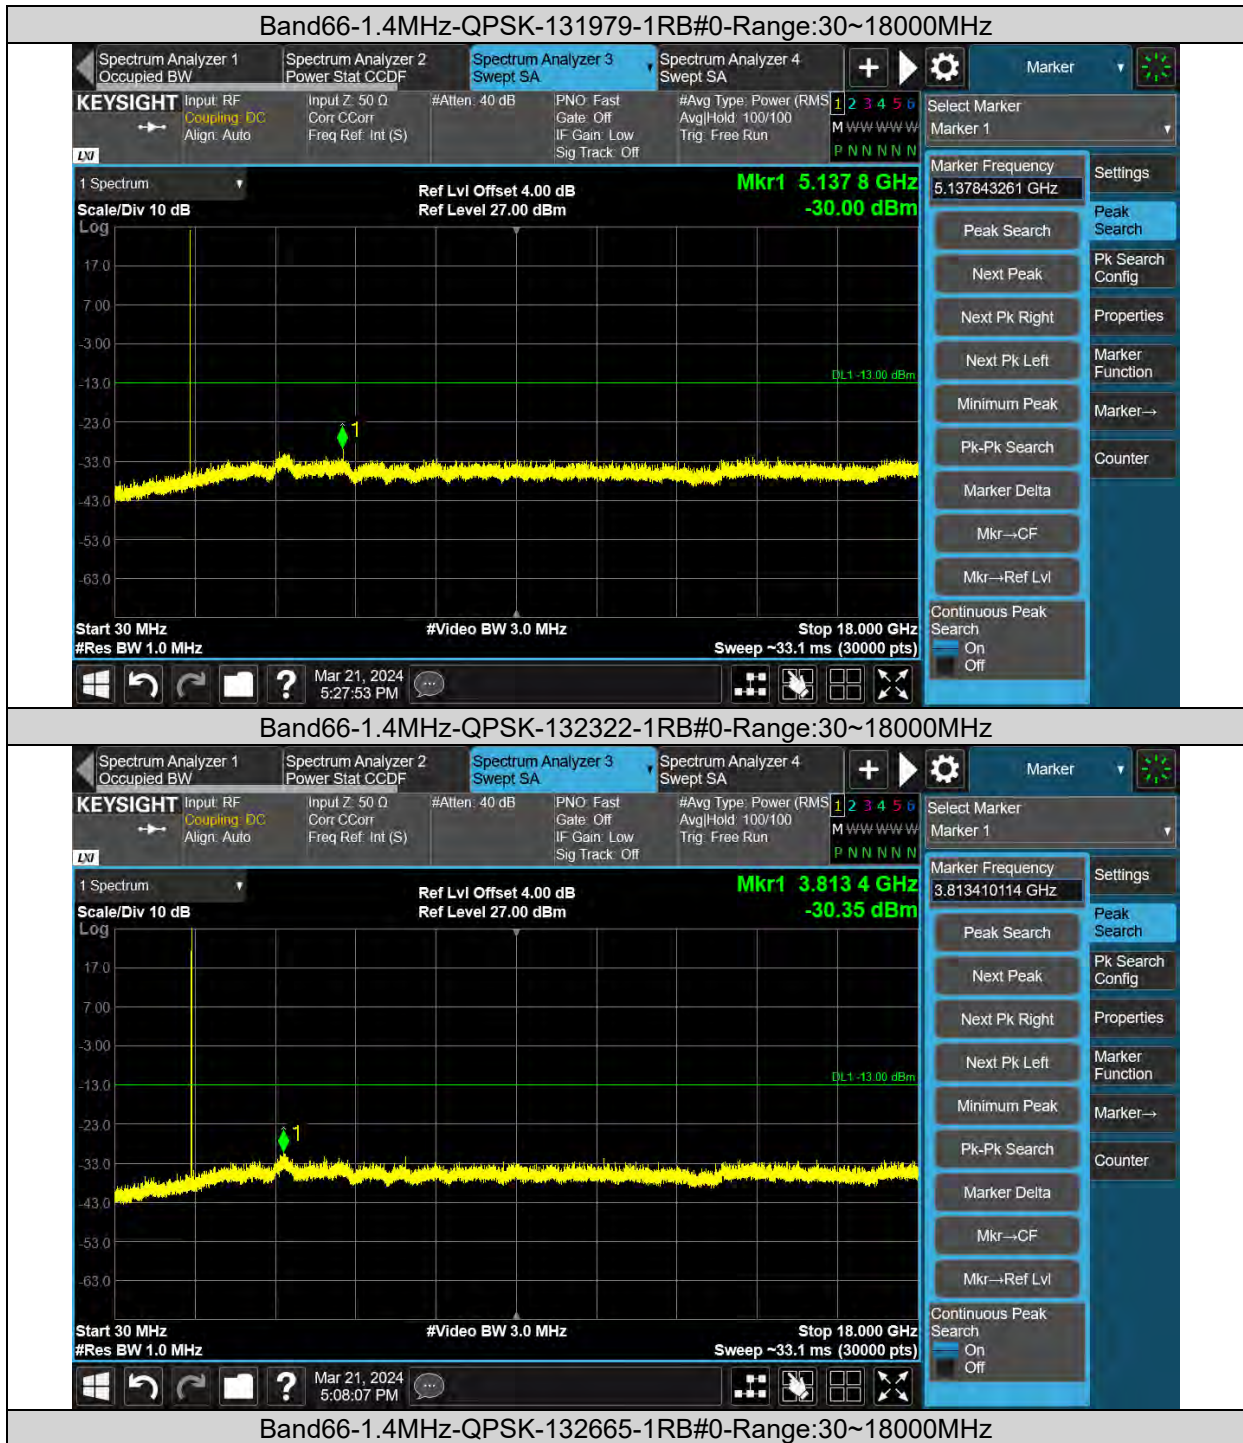 Band66-1.4MHz-QPSK-131979-1RB#0-Range:30~18000MHz
Spectrum Analyzer 1
Occupied BW
Spectrum Analyzer 2
Power Stat CCDF
Spectrum Analyzer 3
Swept SA
Spectrum Analyzer 4
Swept SA
Marker
KEYSIGHT
Input: RF
Coupling: DC
Align: Auto
Input Z: 50 Ω
Corr CCorr
Freq Ref: Int (S)
#Atten: 40 dB
PNO: Fast
Gate: Off
IF Gain: Low
Sig Track: Off
#Avg Type: Power (RMS
Avg|Hold: 100/100
Trig: Free Run
1 2 3 4 5 6
M W W W W W
P N N N N N
LXI
Select Marker
Marker 1
1 Spectrum
Scale/Div 10 dB
Log
Ref Lvl Offset 4.00 dB
Ref Level 27.00 dBm
Mkr1 5.137 8 GHz
-30.00 dBm
17.0
7.00
-3.00
-13.0
-23.0
-33.0
-43.0
-53.0
-63.0
DL1 -13.00 dBm
1
Start 30 MHz
#Res BW 1.0 MHz
#Video BW 3.0 MHz
Stop 18.000 GHz
Sweep ~33.1 ms (30000 pts)
Marker Frequency
5.137843261 GHz
Peak Search
Next Peak
Next Pk Right
Next Pk Left
Minimum Peak
Pk-Pk Search
Marker Delta
Mkr→CF
Mkr→Ref Lvl
Continuous Peak
Search
On
Off
Settings
Peak
Search
Pk Search
Config
Properties
Marker
Function
Marker→
Counter
?
Mar 21, 2024
5:27:53 PM
Band66-1.4MHz-QPSK-132322-1RB#0-Range:30~18000MHz
Spectrum Analyzer 1
Occupied BW
Spectrum Analyzer 2
Power Stat CCDF
Spectrum Analyzer 3
Swept SA
Spectrum Analyzer 4
Swept SA
Marker
KEYSIGHT
Input: RF
Coupling: DC
Align: Auto
Input Z: 50 Ω
Corr CCorr
Freq Ref: Int (S)
#Atten: 40 dB
PNO: Fast
Gate: Off
IF Gain: Low
Sig Track: Off
#Avg Type: Power (RMS
Avg|Hold: 100/100
Trig: Free Run
1 2 3 4 5 6
M W W W W W
P N N N N N
LXI
Select Marker
Marker 1
1 Spectrum
Scale/Div 10 dB
Log
Ref Lvl Offset 4.00 dB
Ref Level 27.00 dBm
Mkr1 3.813 4 GHz
-30.35 dBm
17.0
7.00
-3.00
-13.0
-23.0
-33.0
-43.0
-53.0
-63.0
DL1 -13.00 dBm
1
Start 30 MHz
#Res BW 1.0 MHz
#Video BW 3.0 MHz
Stop 18.000 GHz
Sweep ~33.1 ms (30000 pts)
Marker Frequency
3.813410114 GHz
Peak Search
Next Peak
Next Pk Right
Next Pk Left
Minimum Peak
Pk-Pk Search
Marker Delta
Mkr→CF
Mkr→Ref Lvl
Continuous Peak
Search
On
Off
Settings
Peak
Search
Pk Search
Config
Properties
Marker
Function
Marker→
Counter
?
Mar 21, 2024
5:08:07 PM
Band66-1.4MHz-QPSK-132665-1RB#0-Range:30~18000MHz